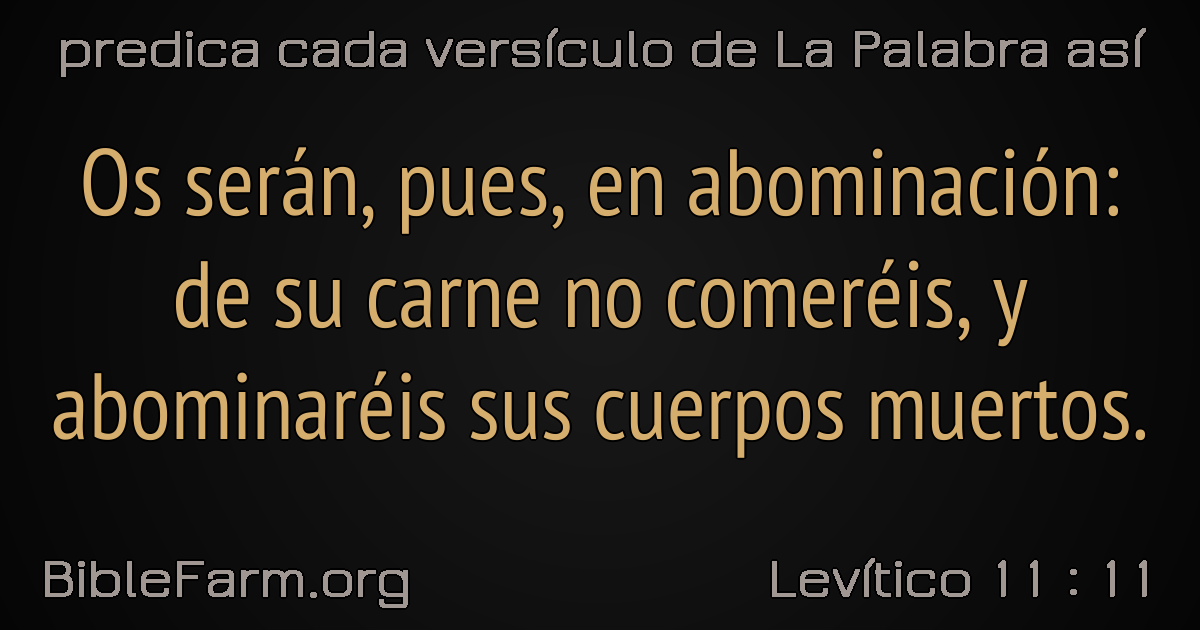 predica cada versículo de La Palabra así
Os serán, pues, en abominación:
de su carne no comeréis, y
abominaréis sus cuerpos muertos.
BibleFarm.org
Levítico 11 : 11